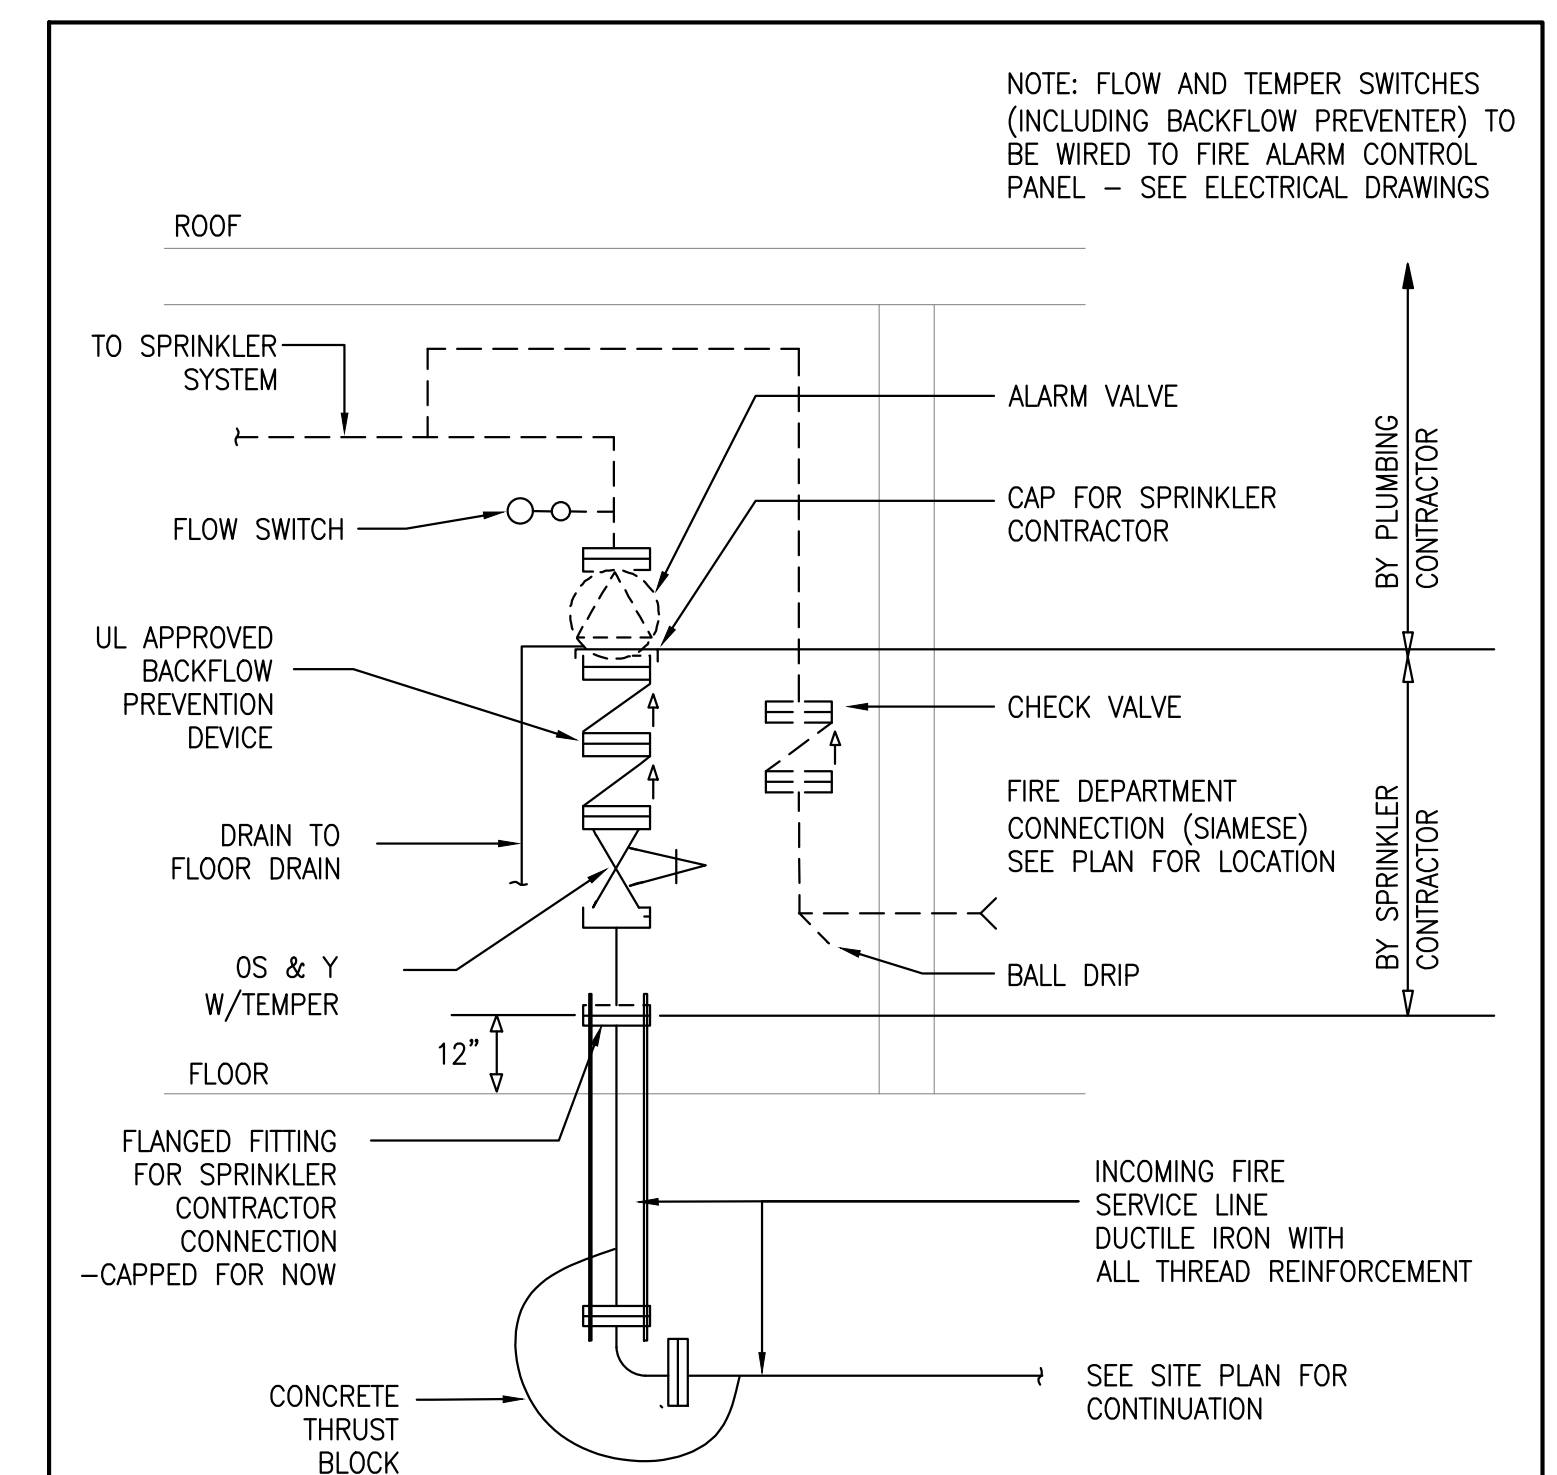 NOTE: FLOW AND TEMPER SWITCHES
(INCLUDING BACKFLOW PREVENTER) TO
BE WIRED TO FIRE ALARM CONTROL
PANEL – SEE ELECTRICAL DRAWINGS
ROOF
TO SPRINKLER
SYSTEM
ALARM VALVE
CAP FOR SPRINKLER
CONTRACTOR
BY PLUMBING
CONTRACTOR
FLOW SWITCH
UL APPROVED
BACKFLOW
PREVENTION
DEVICE
CHECK VALVE
FIRE DEPARTMENT
CONNECTION (SIAMESE)
SEE PLAN FOR LOCATION
BY SPRINKLER
CONTRACTOR
DRAIN TO
FLOOR DRAIN
OS & Y
W/TEMPER
BALL DRIP
12"
FLOOR
FLANGED FITTING
FOR SPRINKLER
CONTRACTOR
CONNECTION
–CAPPED FOR NOW
INCOMING FIRE
SERVICE LINE
DUCTILE IRON WITH
ALL THREAD REINFORCEMENT
SEE SITE PLAN FOR
CONTINUATION
CONCRETE
THRUST
BLOCK